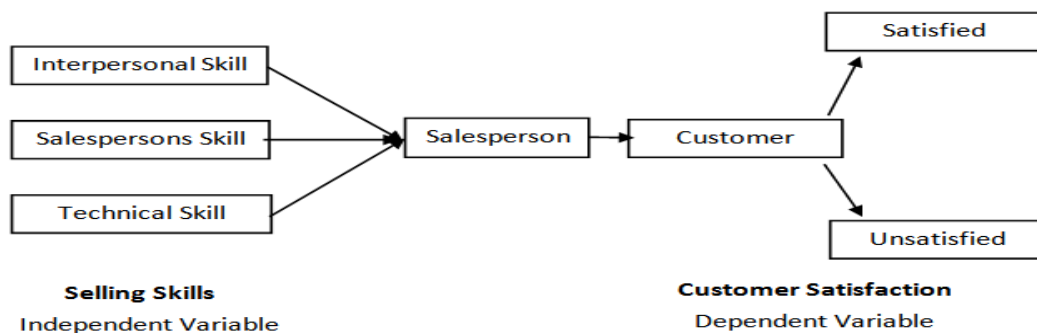 Satisfied
Interpersonal Skill
Salespersons Skill
Salesperson
Customer
Technical Skill
Unsatisfied
Selling Skills
Independent Variable
Customer Satisfaction
Dependent Variable